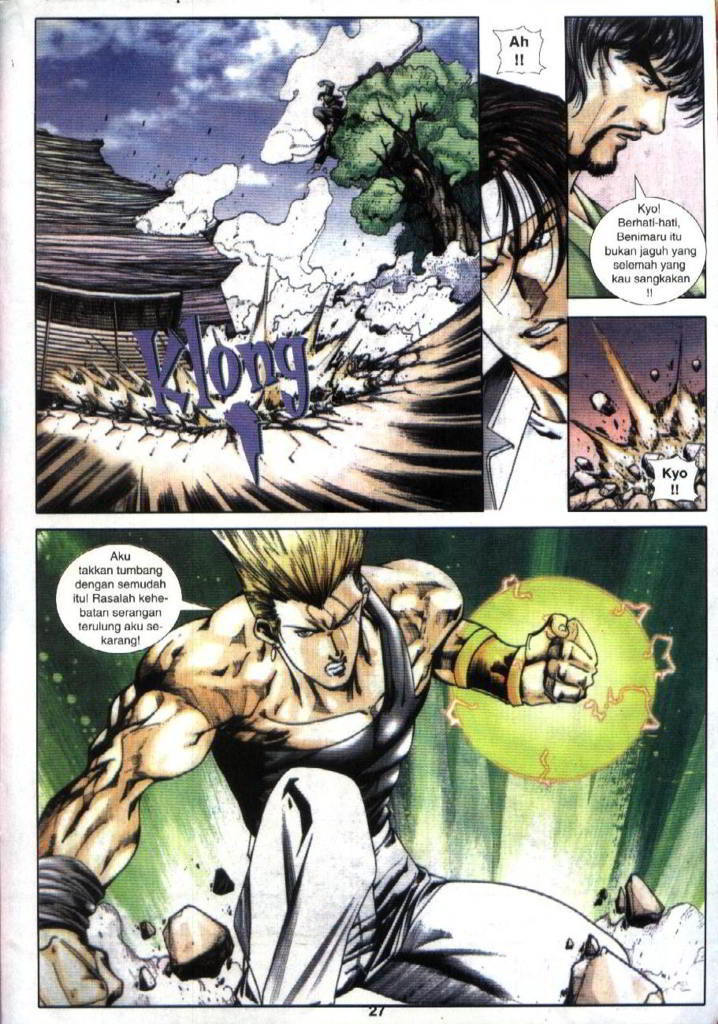 Ah
!!
Kyo!
Berhati-hati,
Benimaru itu
bukan jaguh yang
selemah yang
kau sangkakan
!!
Klong
Kyo
!!
Aku
takkan tumbang
dengan semudah
itu! Rasalah kehe-
batan serangan
terulung aku se-
karang!
27